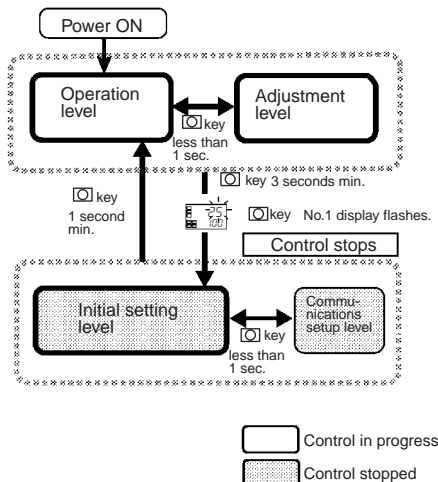 Power ON
Operation
level
Adjustment
level
key
less than
1 sec.
key
1 second
min.
key 3 seconds min.
25
100
key No.1 display flashes.
Control stops
Initial setting
level
Commu-
nications
setup level
key
less than
1 sec.
Control in progress
Control stopped